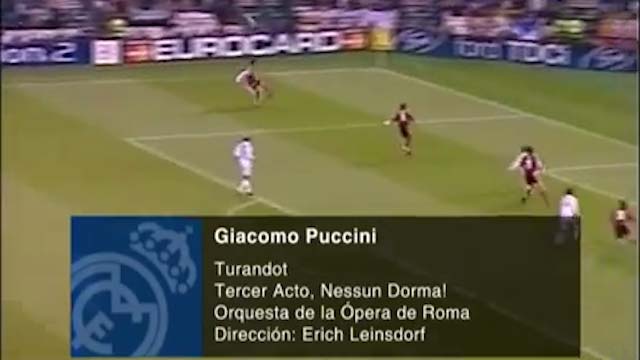 EUROCARD
Giacomo Puccini
Turandot
Tercer Acto, Nessun Dorma!
Orquesta de la Ópera de Roma
Dirección: Erich Leinsdorf